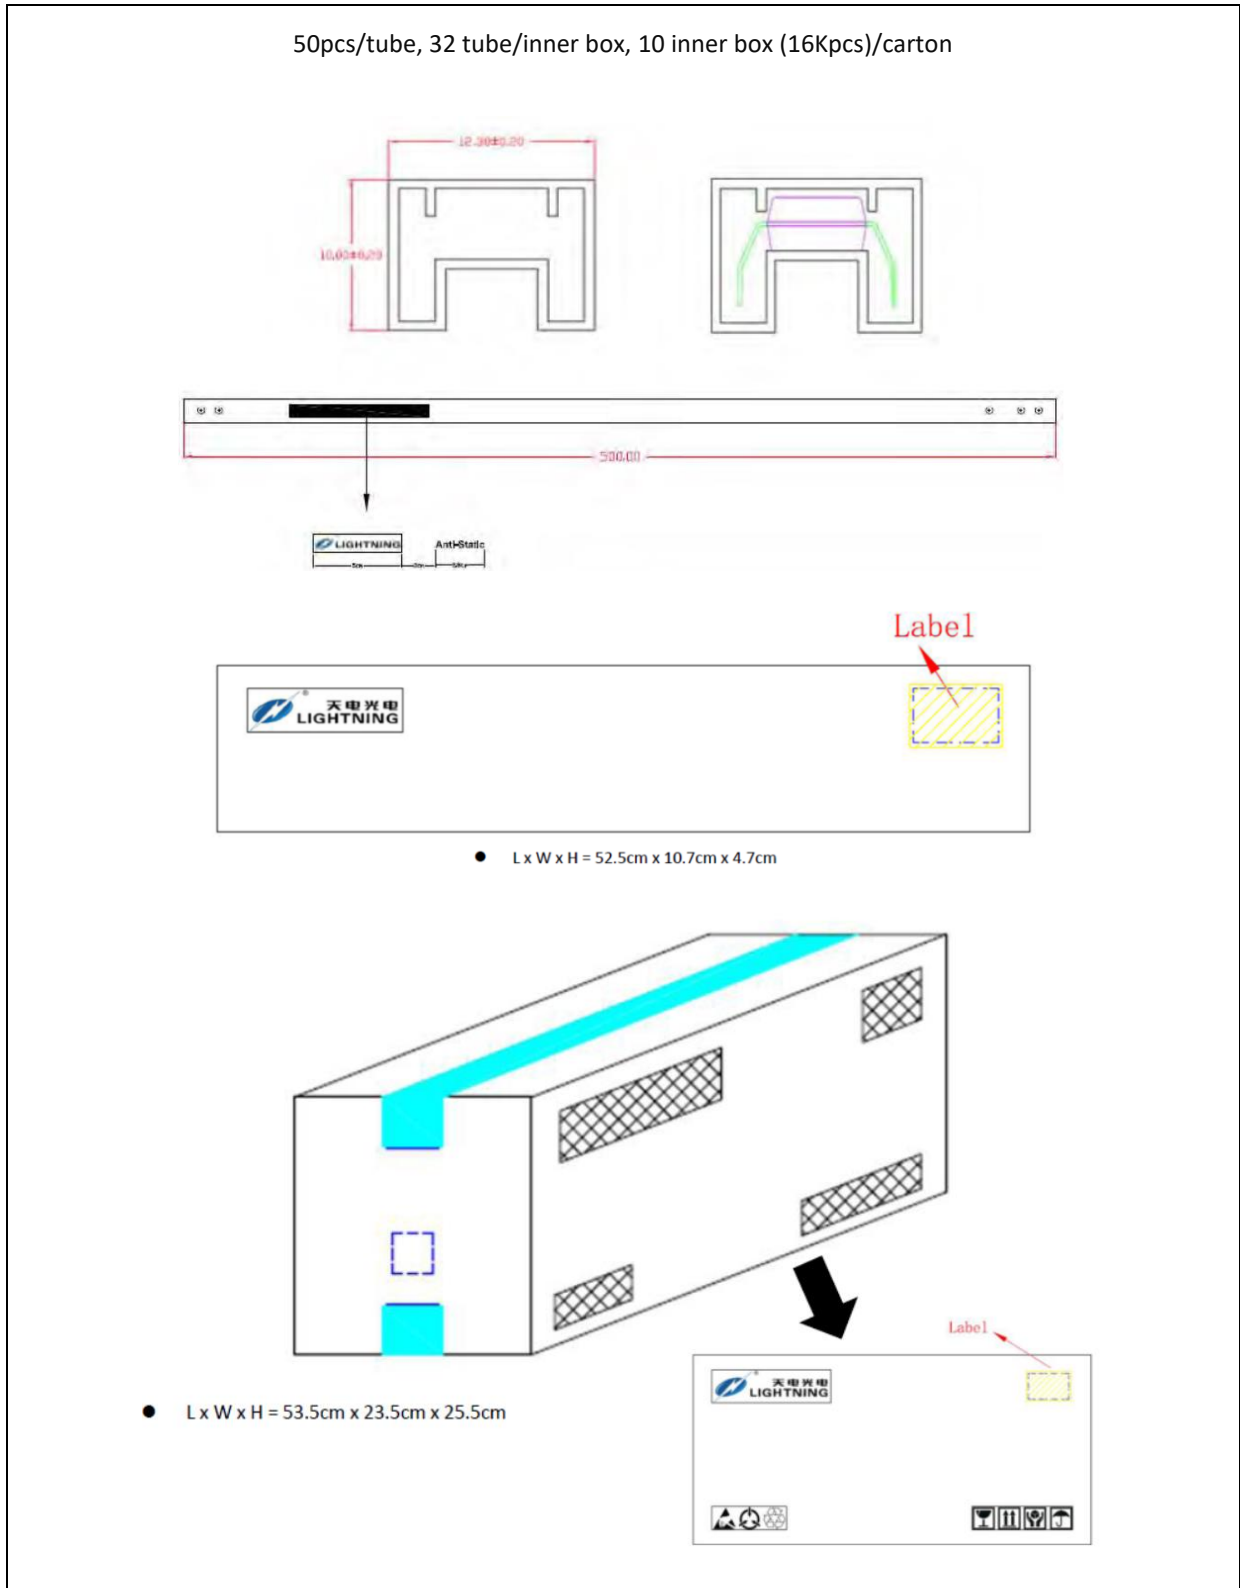 50pcs/tube, 32 tube/inner box, 10 inner box (16Kpcs)/carton
12.30±0.20
10.00±0.20
500.00
LIGHTNING Anti-Static
Label
天电光电
LIGHTNING
L x W x H = 52.5cm x 10.7cm x 4.7cm
Label
天电光电
LIGHTNING
L x W x H = 53.5cm x 23.5cm x 25.5cm